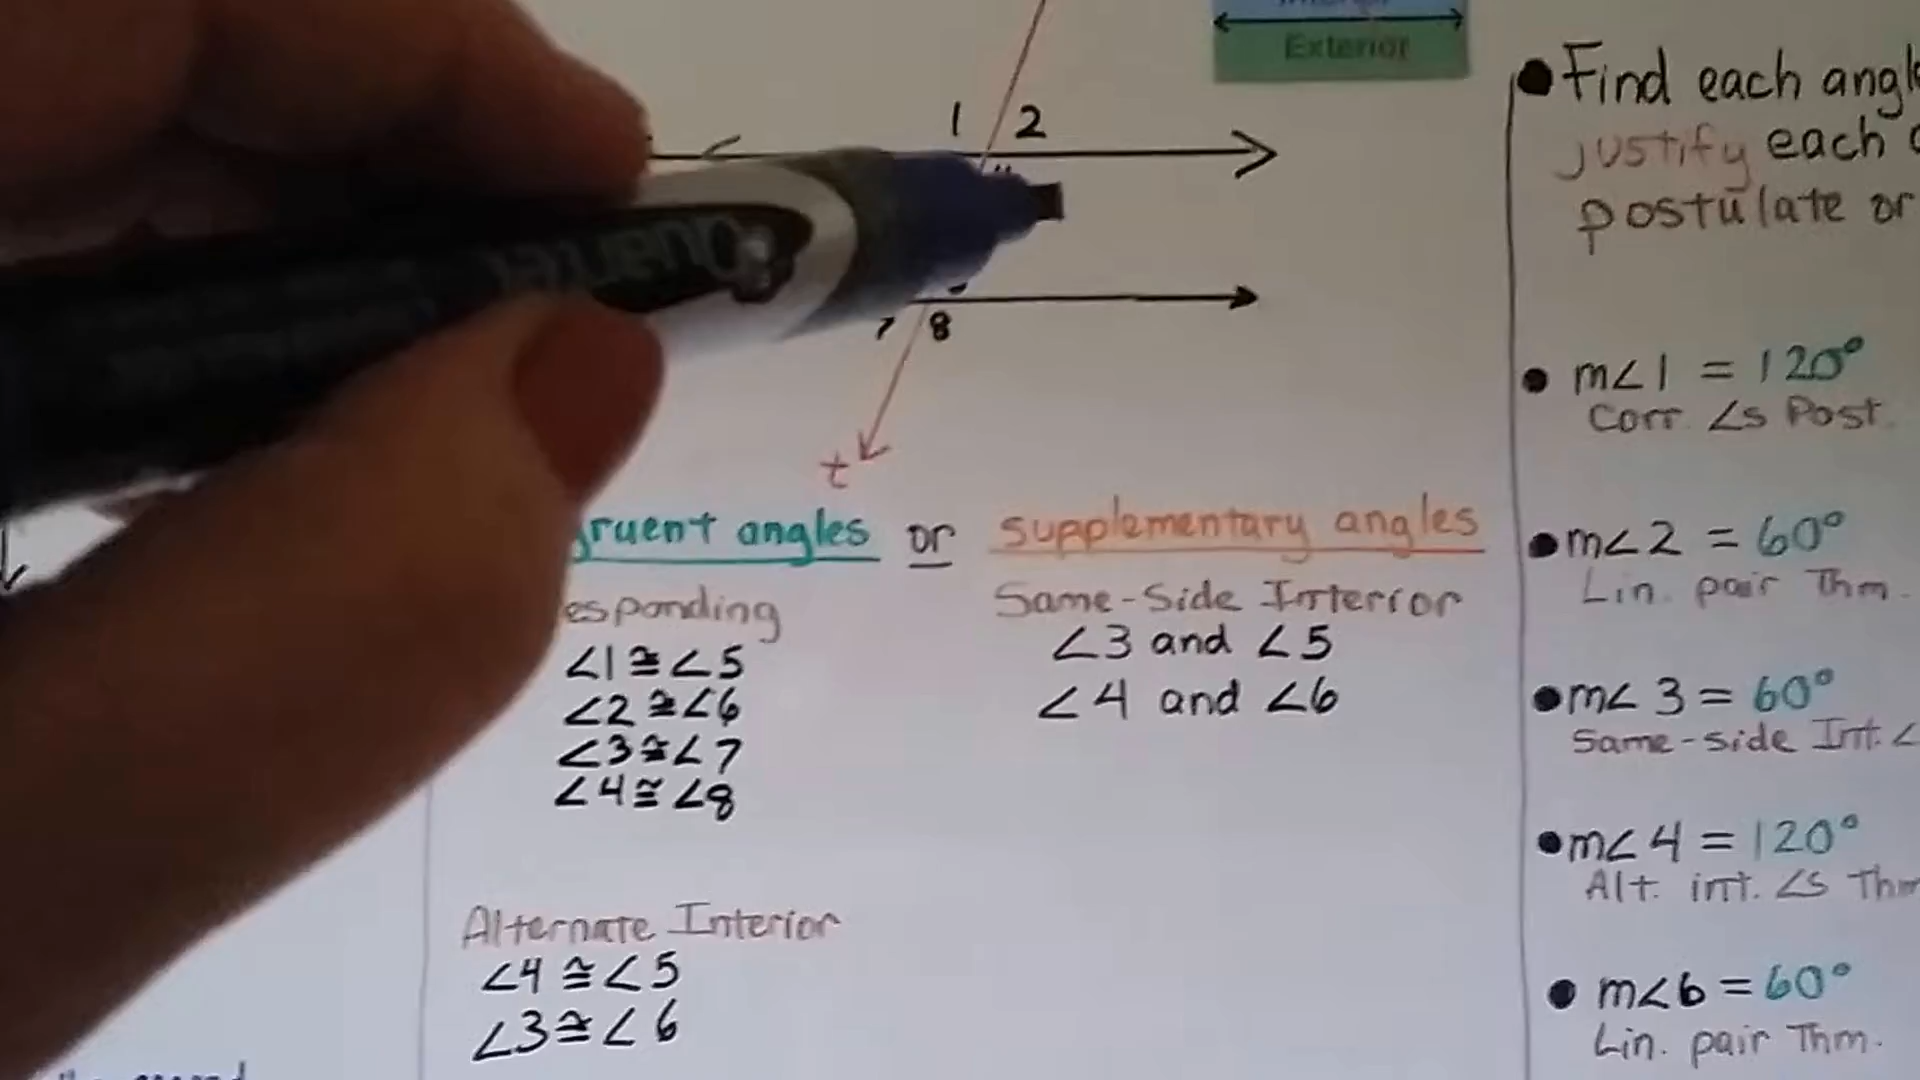 Exterior
1 2
7 8
t
Quartet
gruent angles or supplementary angles
esponding
∠1≅∠5
∠2≅∠6
∠3≅∠7
∠4≅∠8
Alternate Interior
∠4≅∠5
∠3≅∠6
Same-Side Interior
∠3 and ∠5
∠4 and ∠6
• Find each angl
justify each
postulate or
• m∠1 = 120°
Corr. ∠s Post.
• m∠2 = 60°
Lin. pair Thm.
• m∠3 = 60°
Same-side Int. ∠
• m∠4 = 120°
Alt. int. ∠s Thm
• m∠6 = 60°
Lin. pair Thm.